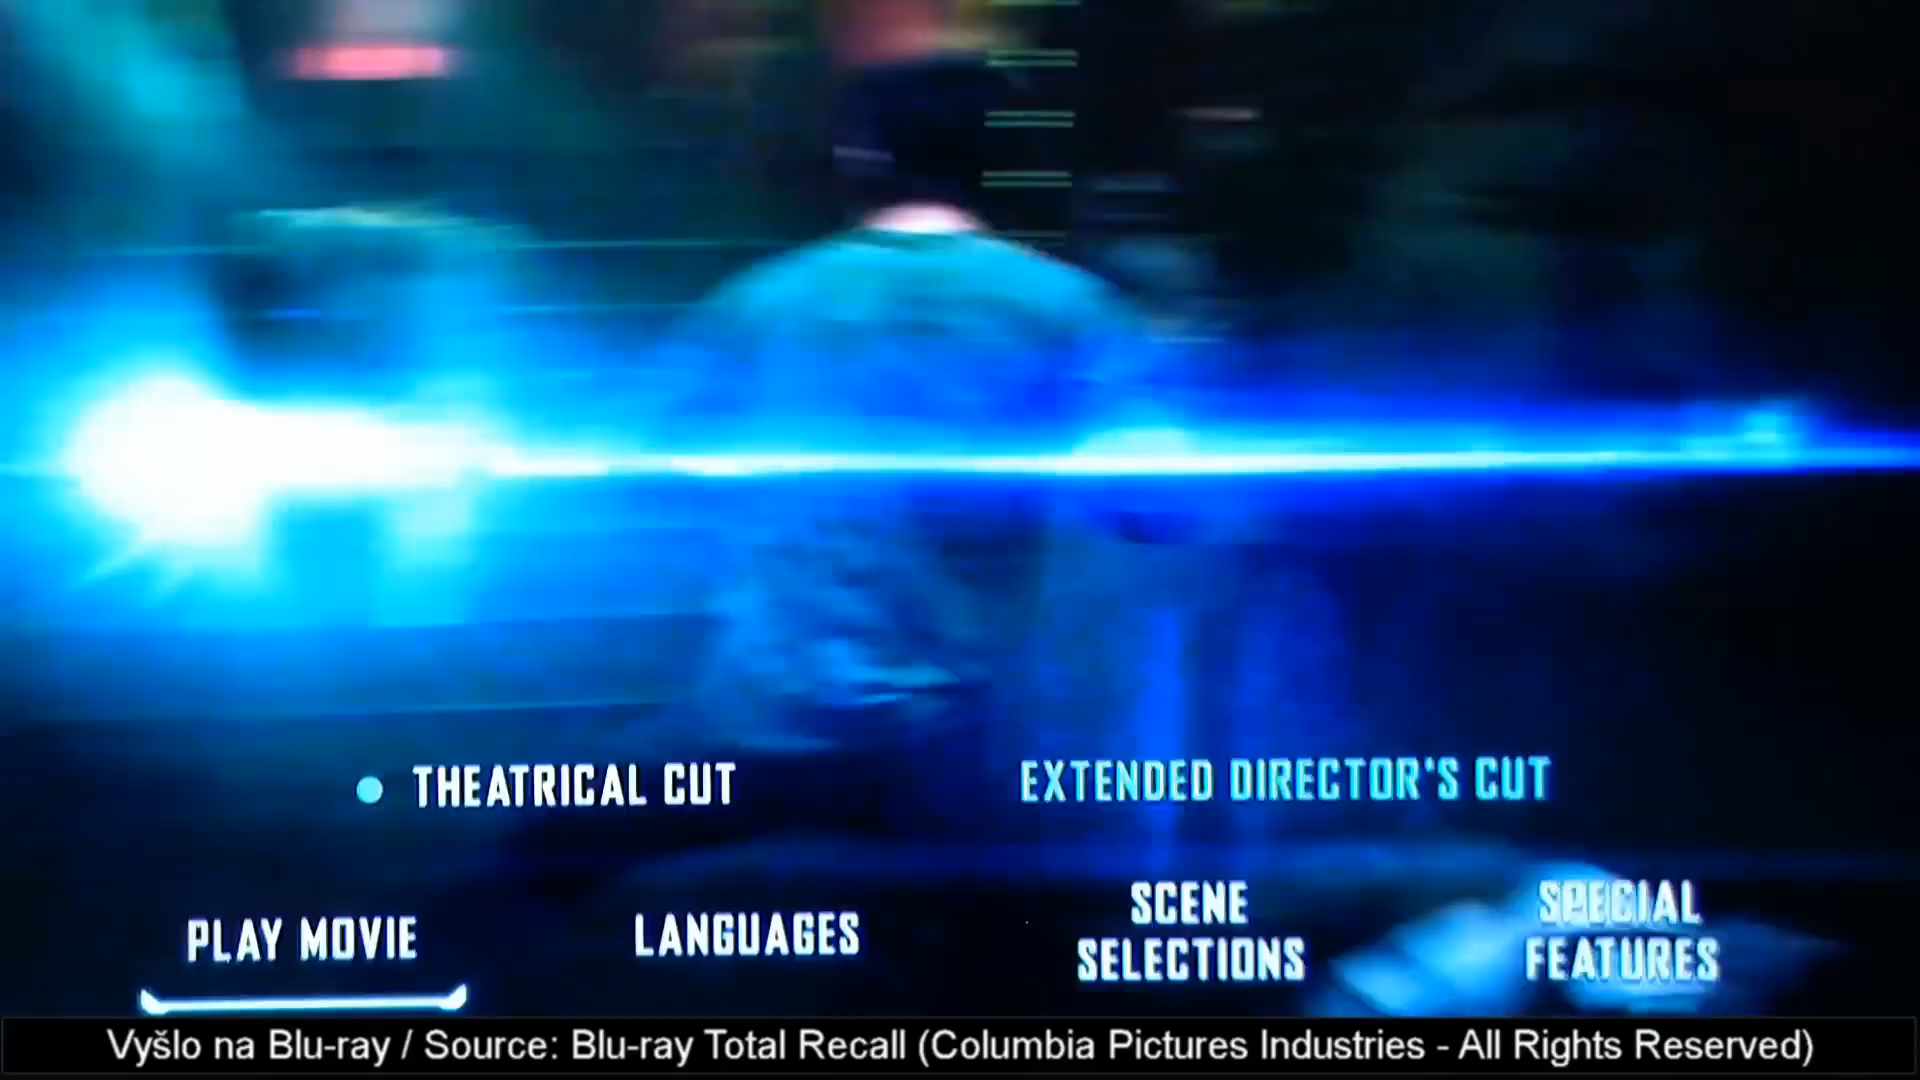 THEATRICAL CUT
EXTENDED DIRECTOR'S CUT
PLAY MOVIE
LANGUAGES
SCENE
SELECTIONS
SPECIAL
FEATURES
Vyšlo na Blu-ray / Source: Blu-ray Total Recall (Columbia Pictures Industries - All Rights Reserved)